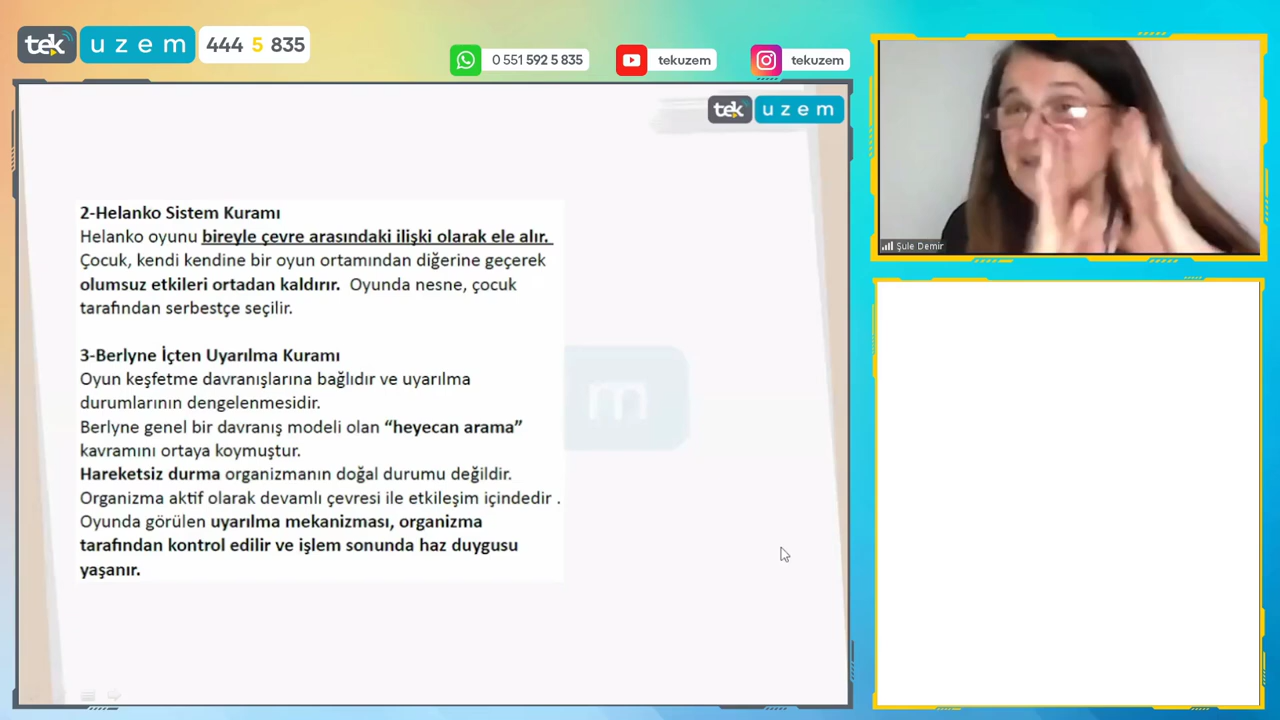 tek uzem 444 5 835
0 551 592 5 835
tekuzem
tekuzem
tek uzem
2-Helanko Sistem Kuramı
Helanko oyunu bireyle çevre arasındaki ilişki olarak ele alır.
Çocuk, kendi kendine bir oyun ortamından diğerine geçerek
olumsuz etkileri ortadan kaldırır. Oyunda nesne, çocuk
tarafından serbestçe seçilir.
3-Berlyne İçten Uyarılma Kuramı
Oyun keşfetme davranışlarına bağlıdır ve uyarılma
durumlarının dengelenmesidir.
Berlyne genel bir davranış modeli olan “heyecan arama”
kavramını ortaya koymuştur.
Hareketsiz durma organizmanın doğal durumu değildir.
Organizma aktif olarak devamlı çevresi ile etkileşim içindedir .
Oyunda görülen uyarılma mekanizması, organizma
tarafından kontrol edilir ve işlem sonunda haz duygusu
yaşanır.
m
Şule Demir